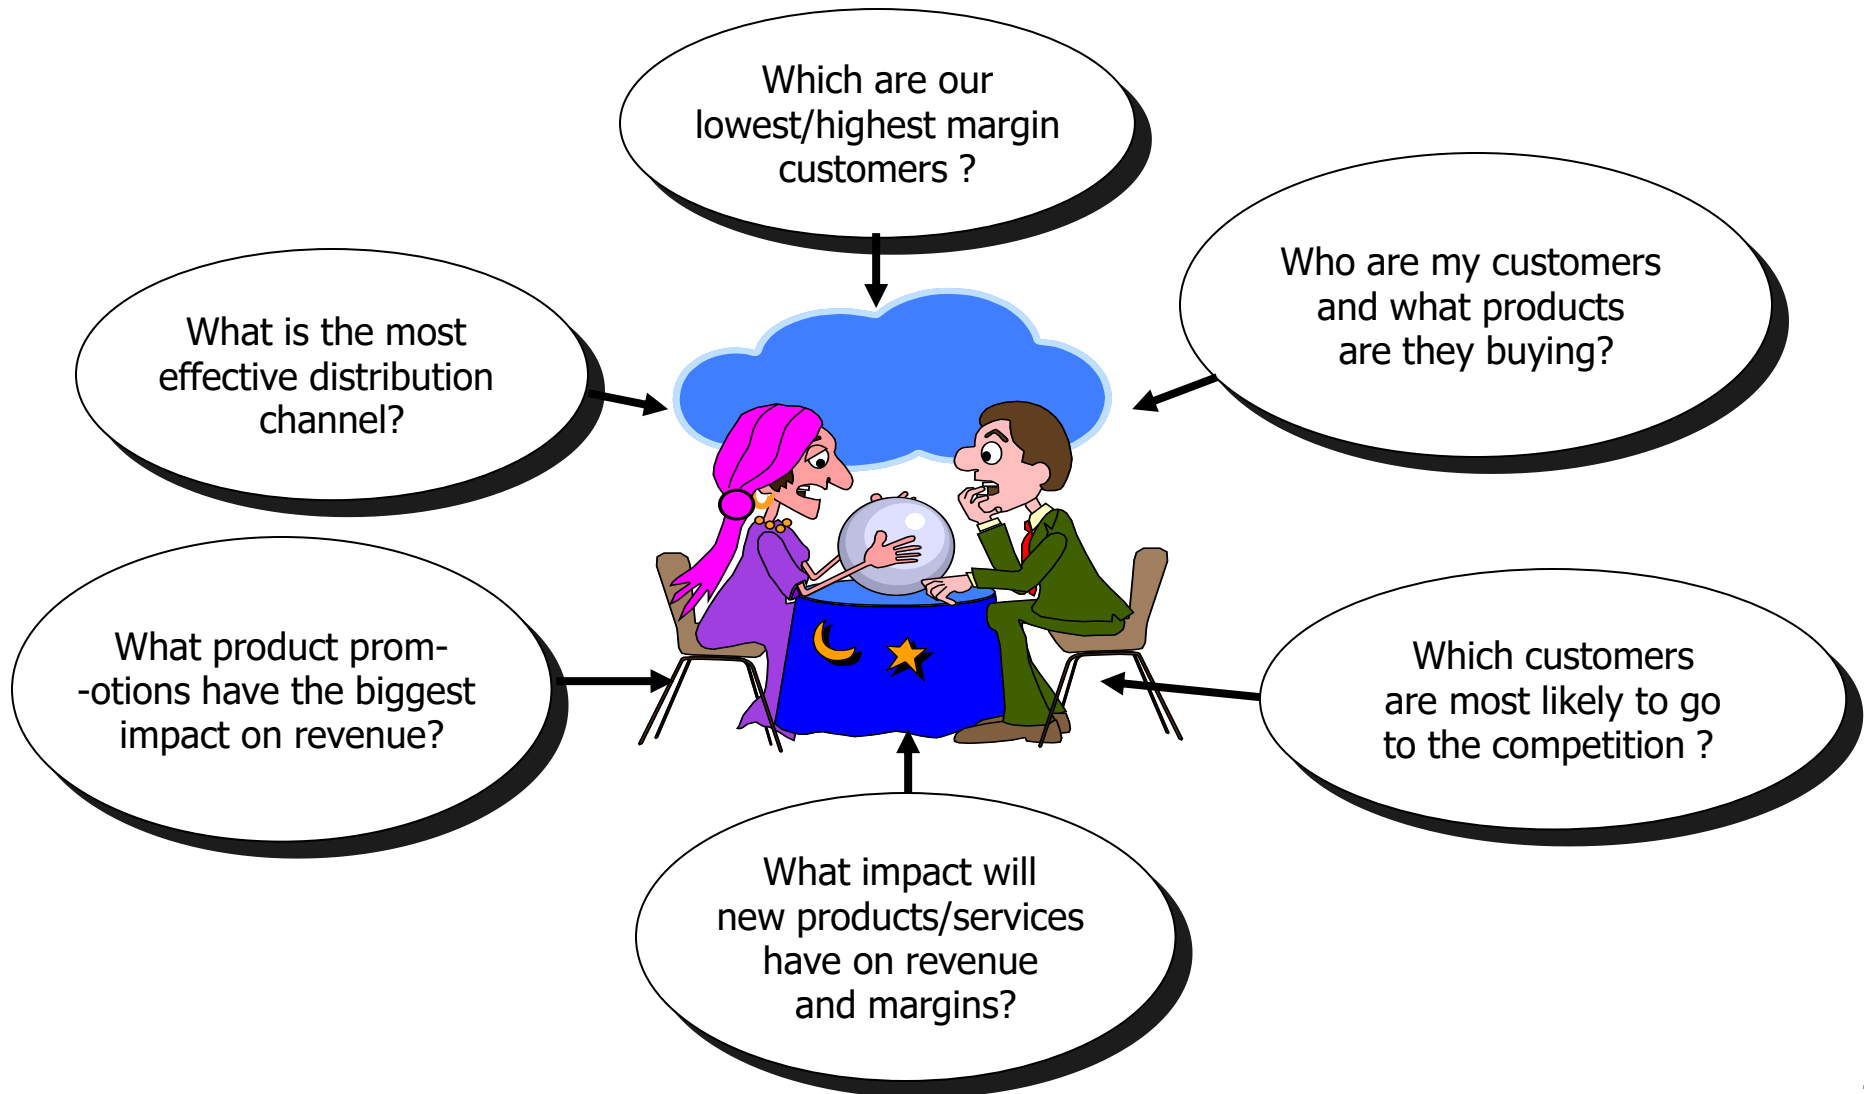 Which are our
lowest/highest margin
customers ?
Who are my customers
and what products
are they buying?
What is the most
effective distribution
channel?
What product prom-
-otions have the biggest
impact on revenue?
Which customers
are most likely to go
to the competition ?
What impact will
new products/services
have on revenue
and margins?